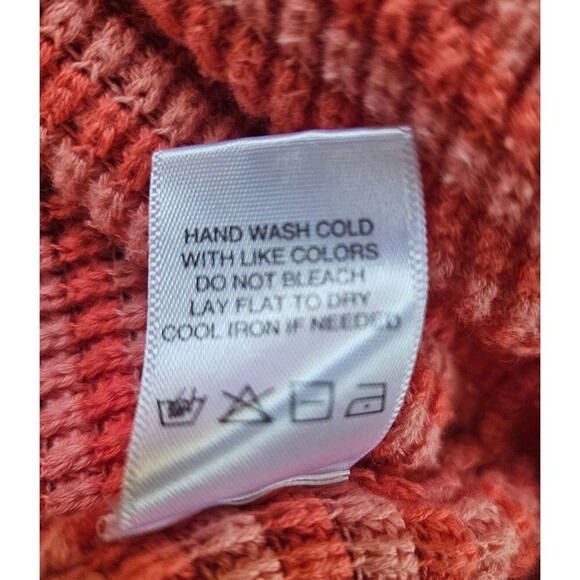 HAND WASH COLD
WITH LIKE COLORS
DO NOT BLEACH
LAY FLAT TO DRY
COOL IRON IF NEEDED